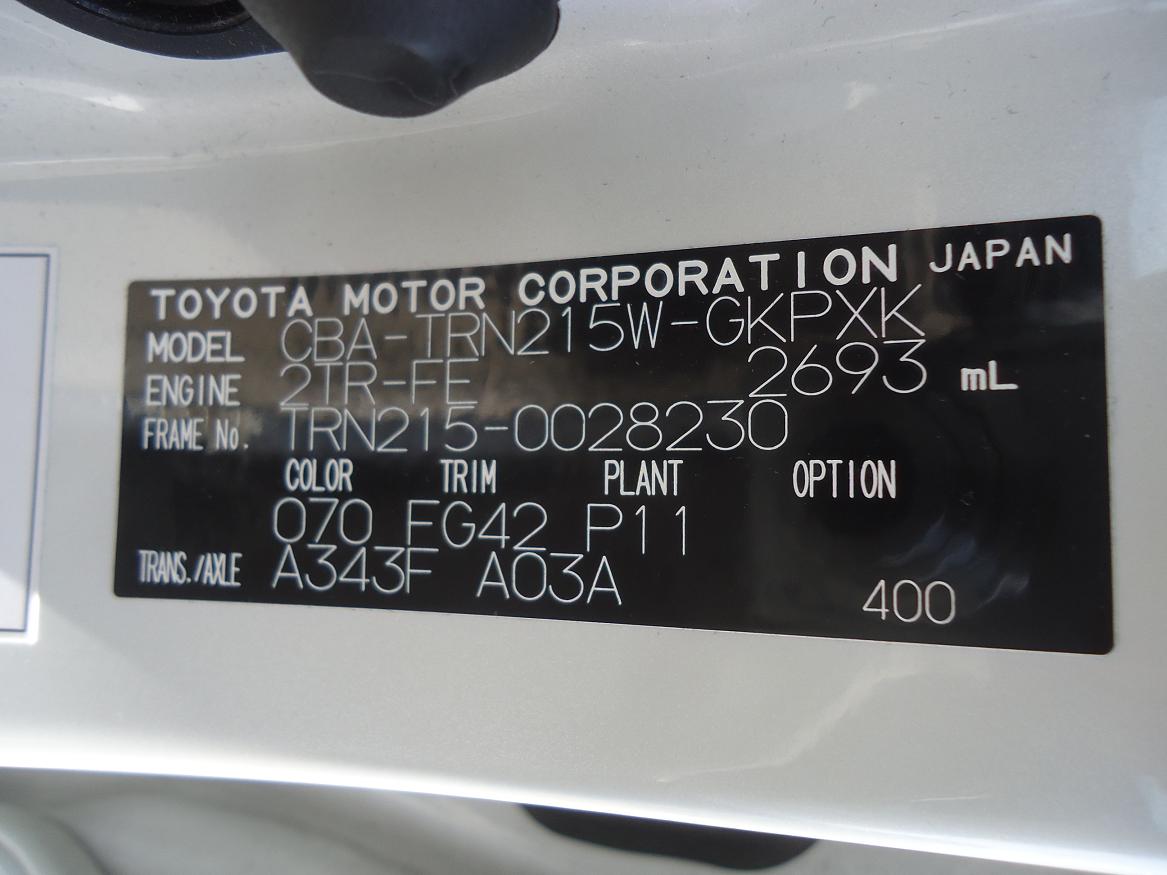 TOYOTA MOTOR CORPORATION JAPAN
MODEL CBA-TRN215W-GKPXK
ENGINE 2TR-FE 2693 mL
FRAME No. TRN215-0028230
COLOR TRIM PLANT OPTION
070 FG42 P11
TRANS./AXLE A343F A03A
400